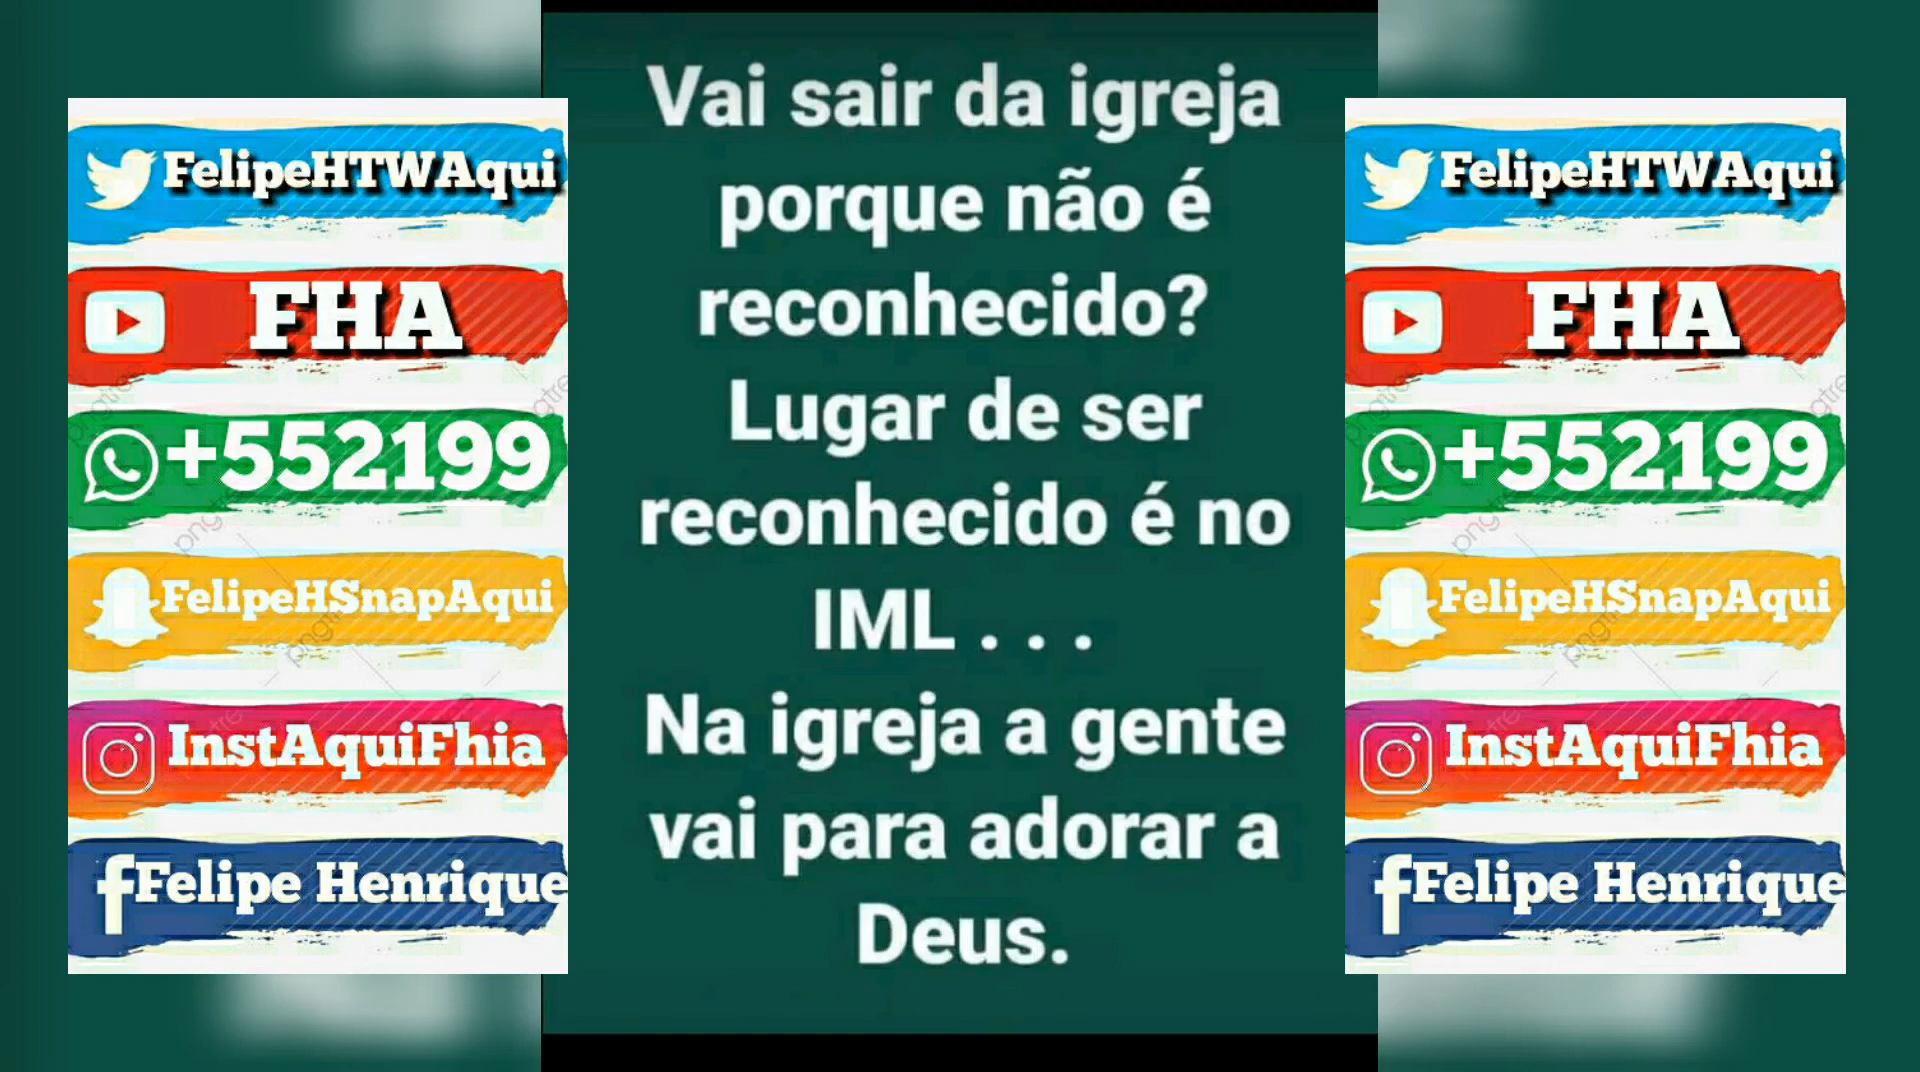 FelipeHTWAqui
FHA
+552199
FelipeHSnapAqui
InstAquiFhia
Felipe Henrique
Vai sair da igreja
porque não é
reconhecido?
Lugar de ser
reconhecido é no
IML . . .
Na igreja a gente
vai para adorar a
Deus.
FelipeHTWAqui
FHA
+552199
FelipeHSnapAqui
InstAquiFhia
Felipe Henrique